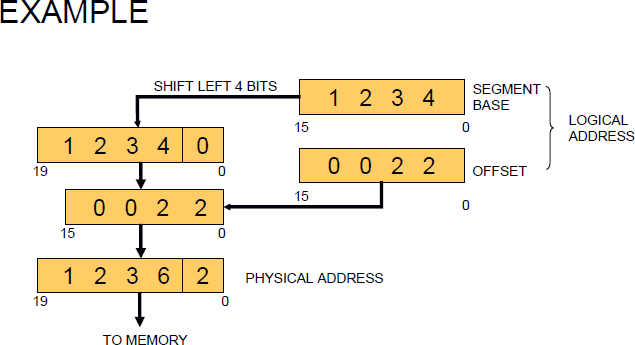 EXAMPLE
SHIFT LEFT 4 BITS
1 2 3 4
SEGMENT
BASE
15
0
LOGICAL
ADDRESS
1 2 3 4 0
19
0
0 0 2 2
OFFSET
15
0
0 0 2 2
15
0
1 2 3 6 2
PHYSICAL ADDRESS
19
0
TO MEMORY